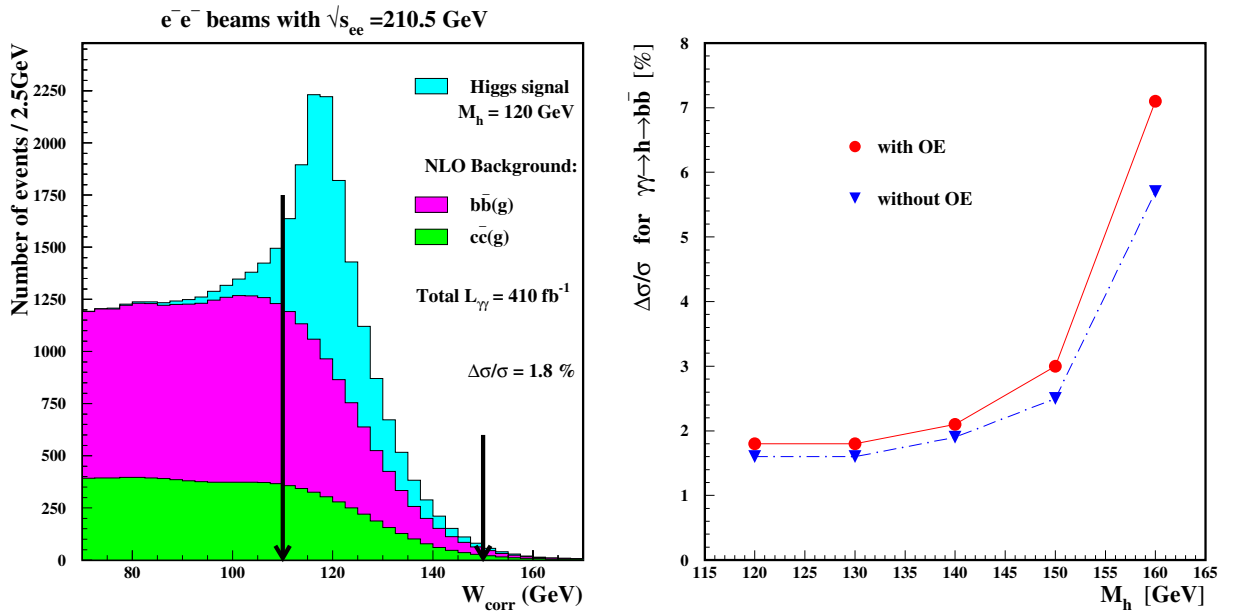 e⁻e⁻ beams with √s_ee =210.5 GeV
Number of events / 2.5GeV
2250
2000
1750
1500
1250
1000
750
500
250
0
Higgs signal
M_h = 120 GeV
NLO Background:
bb̄(g)
cc̄(g)
Total L_γγ = 410 fb⁻¹
Δσ/σ = 1.8 %
80 100 120 140 160
W_corr (GeV)
Δσ/σ for γγ→h→bb̄ [%]
8
7
6
5
4
3
2
1
0
with OE
without OE
115 120 125 130 135 140 145 150 155 160 165
M_h [GeV]